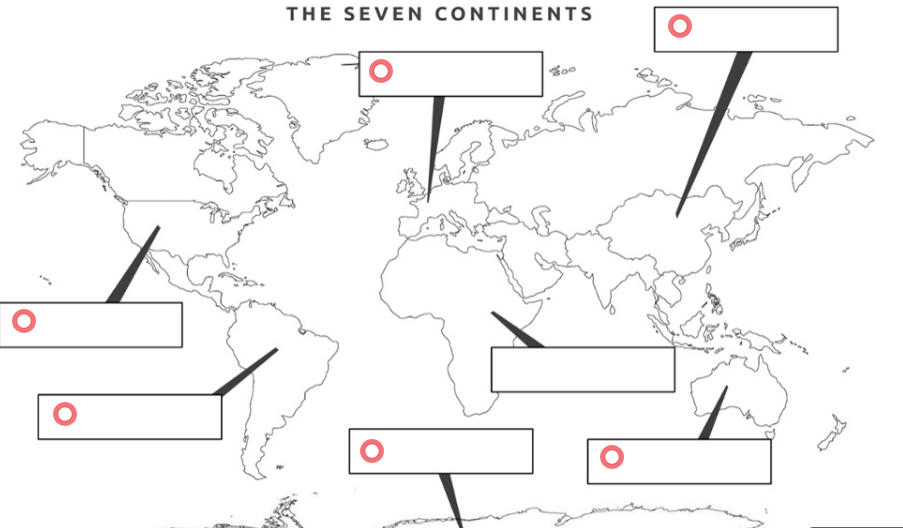 THE SEVEN CONTINENTS